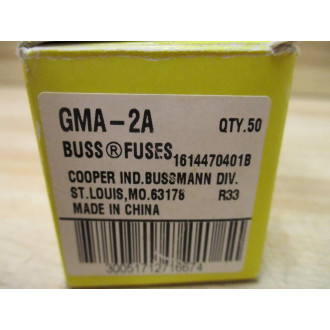 GMA-2A QTY.50
BUSS®FUSES 1614470401B
COOPER IND.BUSSMANN DIV.
ST.LOUIS,MO.63178 R33
MADE IN CHINA
30051712716674